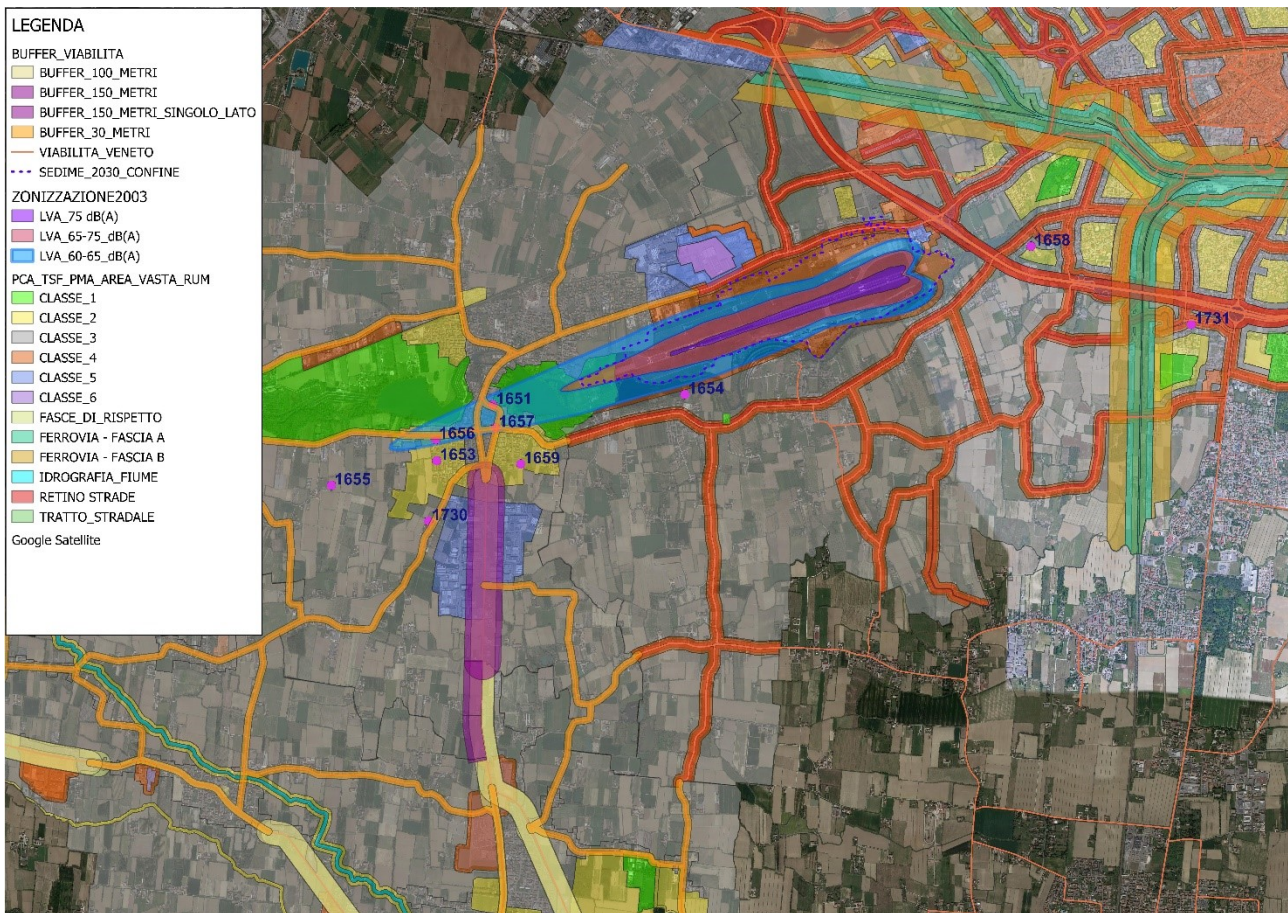 LEGENDA
BUFFER_VIABILITA
BUFFER_100_METRI
BUFFER_150_METRI
BUFFER_150_METRI_SINGOLO_LATO
BUFFER_30_METRI
VIABILITA_VENETO
SEDIME_2030_CONFINE
ZONIZZAZIONE2003
LVA_75 dB(A)
LVA_65-75_dB(A)
LVA_60-65_dB(A)
PCA_TSF_PMA_AREA_VASTA_RUM
CLASSE_1
CLASSE_2
CLASSE_3
CLASSE_4
CLASSE_5
CLASSE_6
FASCE_DI_RISPETTO
FERROVIA - FASCIA A
FERROVIA - FASCIA B
IDROGRAFIA_FIUME
RETINO STRADE
TRATTO_STRADALE
Google Satellite
1658
1731
1654
1651
1657
1656
1653
1659
1655
1730